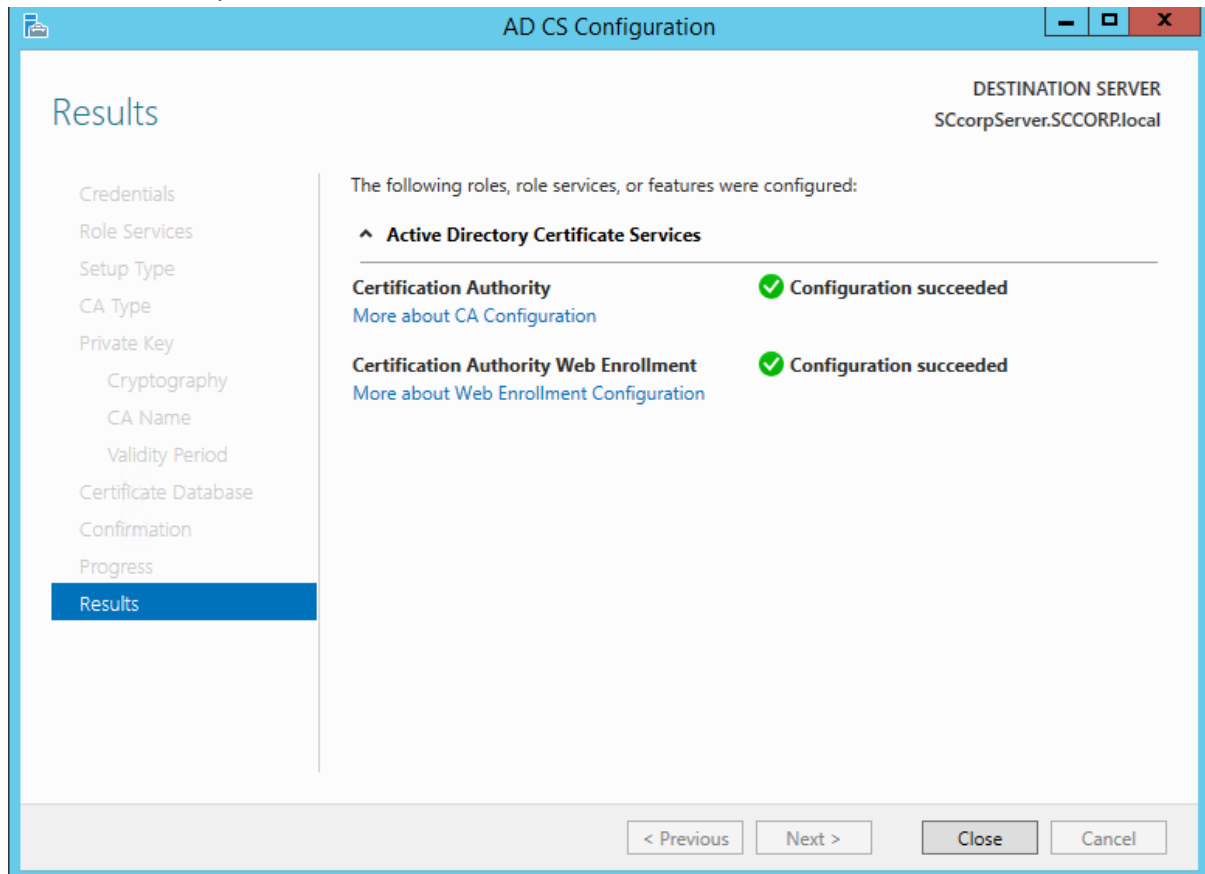 AD CS Configuration
x
Results
DESTINATION SERVER
SCcorpServer.SCCORP.local
Credentials
Role Services
Setup Type
CA Type
Private Key
Cryptography
CA Name
Validity Period
Certificate Database
Confirmation
Progress
Results
The following roles, role services, or features were configured:
Active Directory Certificate Services
Certification Authority Configuration succeeded
More about CA Configuration
Certification Authority Web Enrollment Configuration succeeded
More about Web Enrollment Configuration
< Previous Next > Close Cancel